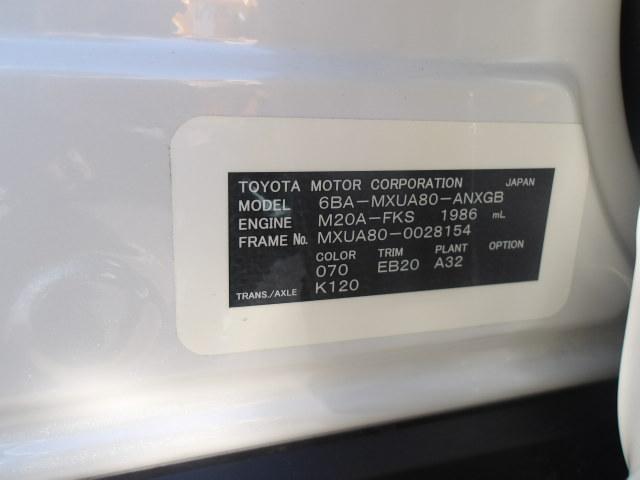 TOYOTA MOTOR CORPORATION JAPAN
MODEL 6BA-MXUA80-ANXGB
ENGINE M20A-FKS 1986 mL
FRAME No. MXUA80-0028154
COLOR TRIM PLANT OPTION
070 EB20 A32
TRANS./AXLE K120